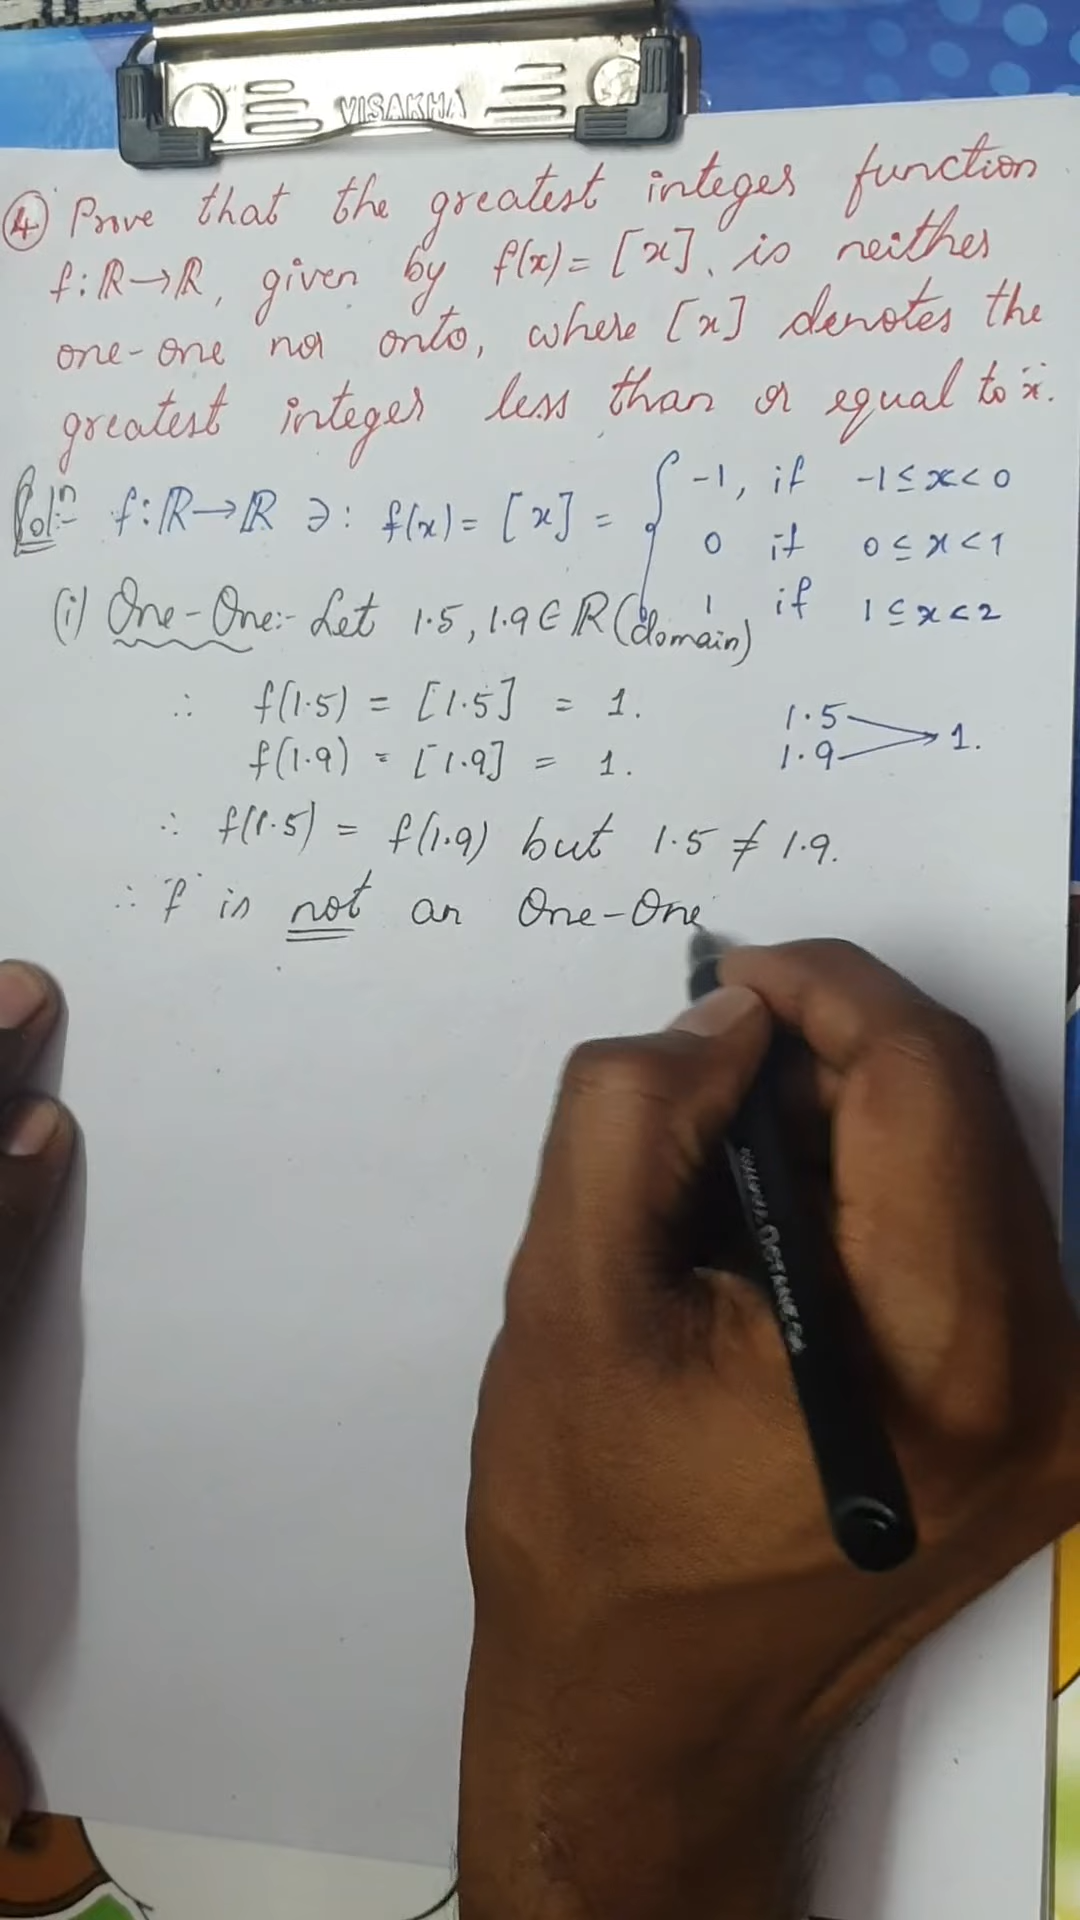 VISAKHA
④ Prove that the greatest integer function
f:ℝ→ℝ, given by f(x) = [x], is neither
one-one nor onto, where [x] denotes the
greatest integer less than or equal to x.
Solⁿ:- f:ℝ→ℝ ∋: f(x) = [x] = { -1, if -1≤x<0
0 if 0≤x<1
1 if 1≤x<2
(i) One-One:- Let 1.5, 1.9 ∈ ℝ (domain)
∴ f(1.5) = [1.5] = 1.
f(1.9) = [1.9] = 1.
1.5
1.9 → 1.
∴ f(1.5) = f(1.9) but 1.5 ≠ 1.9.
∴ 'f' is not an One-One